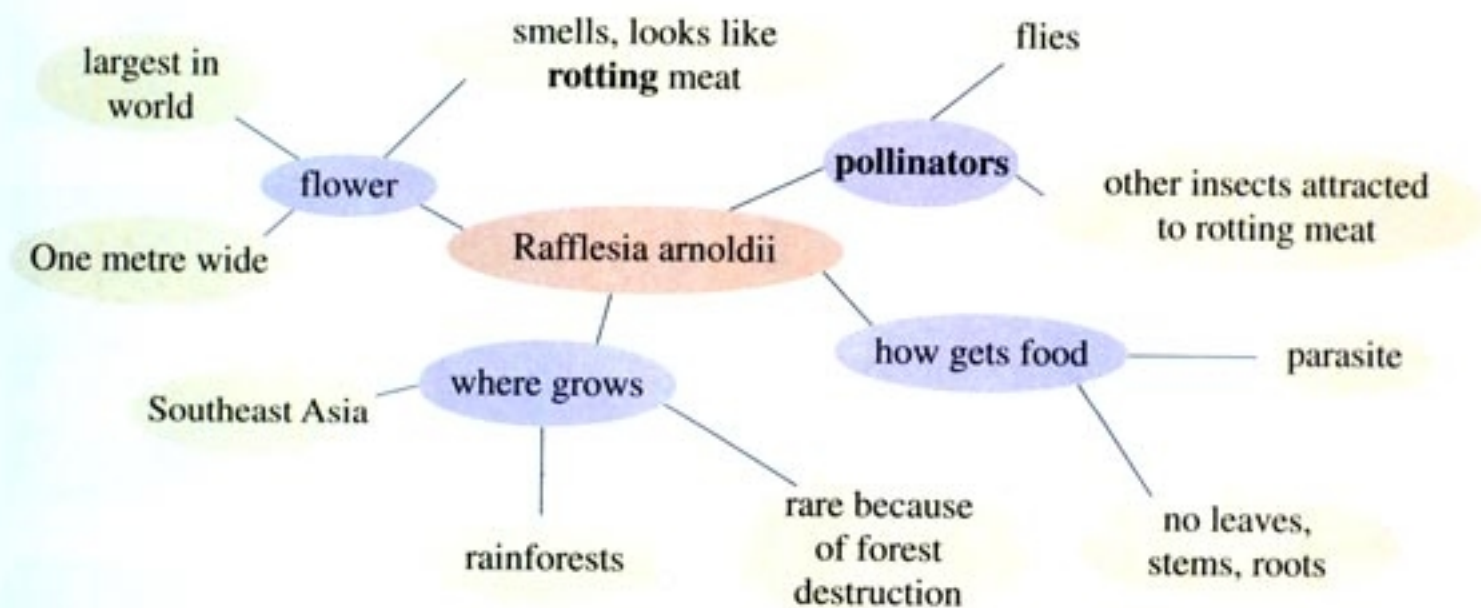 largest in
world
smells, looks like
rotting meat
flies
flower
pollinators
One metre wide
Rafflesia arnoldii
other insects attracted
to rotting meat
where grows
how gets food
parasite
Southeast Asia
rainforests
rare because
of forest
destruction
no leaves,
stems, roots